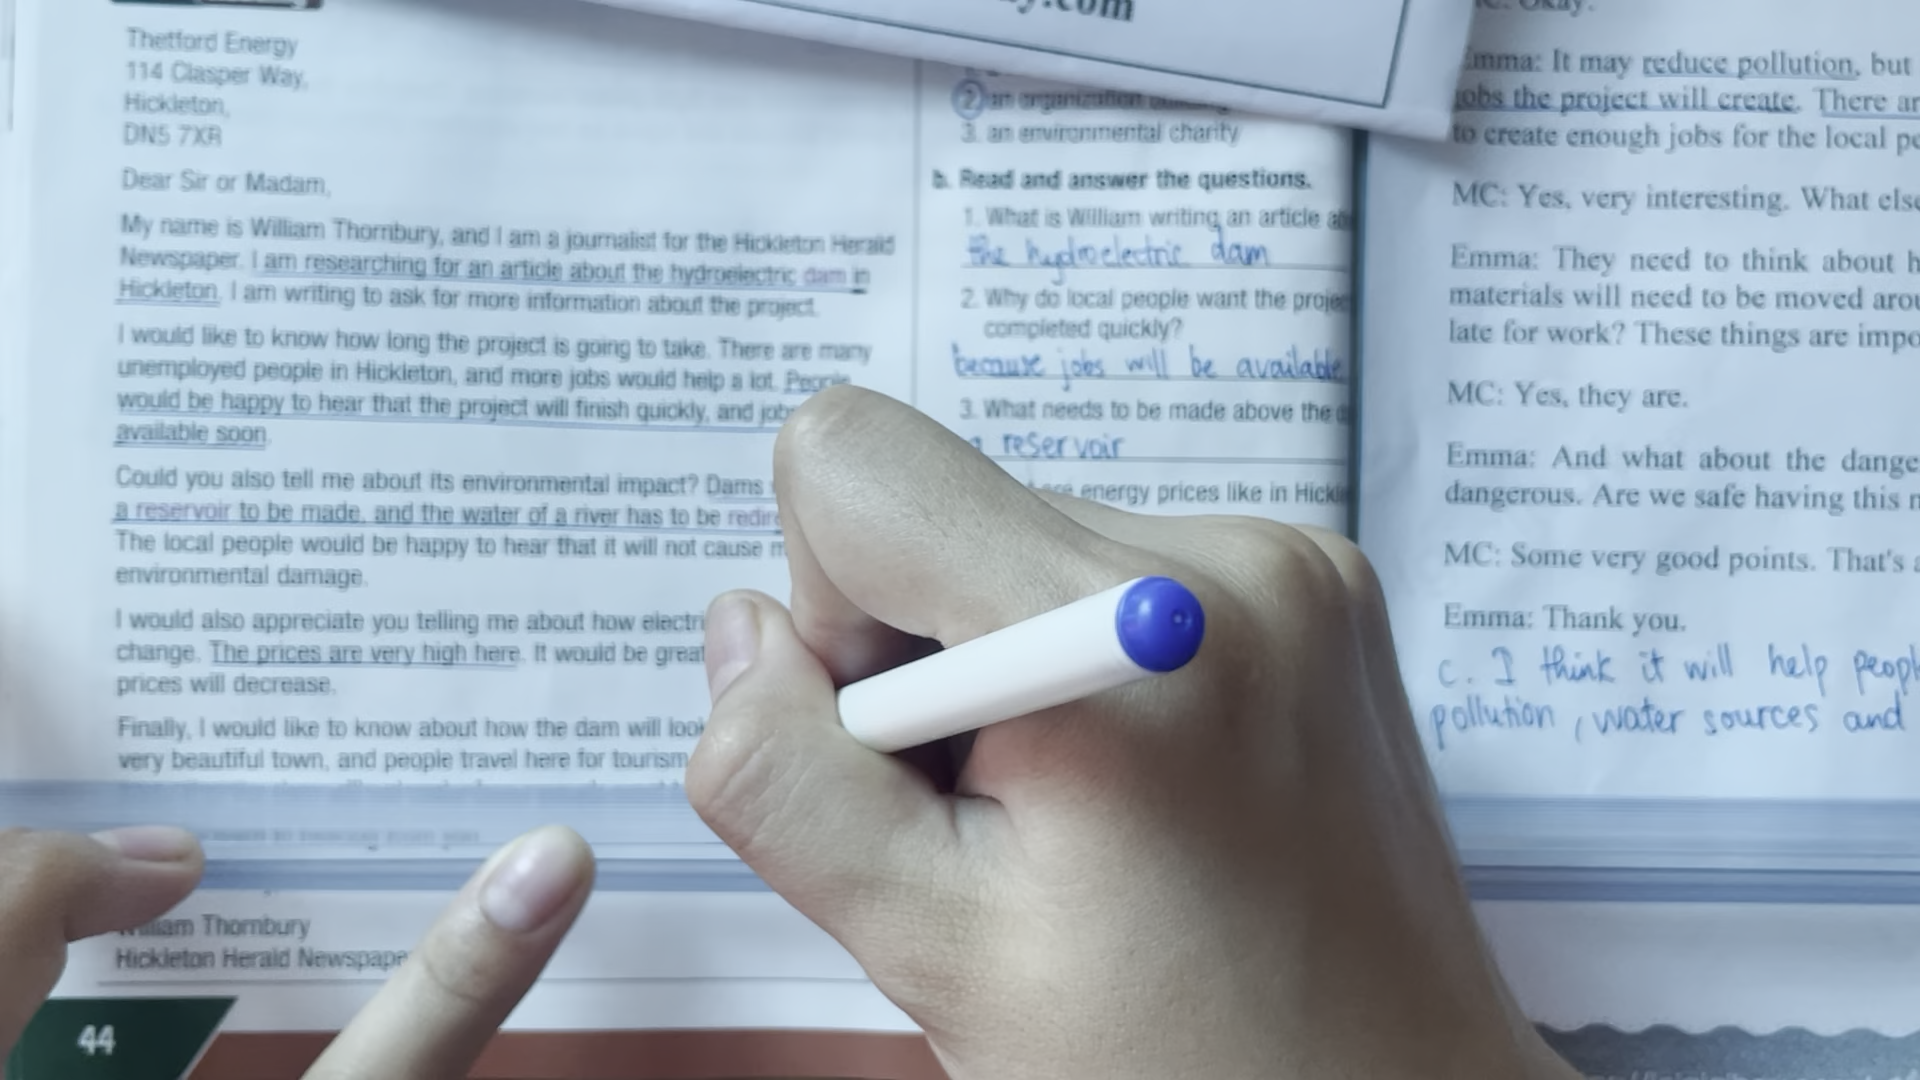 y.com
Thetford Energy
114 Clasper Way,
Hickleton,
DN5 7XR
Dear Sir or Madam,
My name is William Thornbury, and I am a journalist for the Hickleton Herald
Newspaper. I am researching for an article about the hydroelectric dam in
Hickleton. I am writing to ask for more information about the project.
I would like to know how long the project is going to take. There are many
unemployed people in Hickleton, and more jobs would help a lot. People
would be happy to hear that the project will finish quickly, and jobs
available soon.
Could you also tell me about its environmental impact? Dams
a reservoir to be made, and the water of a river has to be redire
The local people would be happy to hear that it will not cause m
environmental damage.
I would also appreciate you telling me about how electri
change. The prices are very high here. It would be great
prices will decrease.
Finally, I would like to know about how the dam will look
very beautiful town, and people travel here for tourism
William Thornbury
Hickleton Herald Newspape
44
2. an organization building
3. an environmental charity
b. Read and answer the questions.
1. What is William writing an article ab
the hydroelectric dam
2. Why do local people want the projec
completed quickly?
because jobs will be available
3. What needs to be made above the d
a reservoir
are energy prices like in Hickle
MC: Okay.
Emma: It may reduce pollution, but
jobs the project will create. There ar
to create enough jobs for the local pe
MC: Yes, very interesting. What else
Emma: They need to think about h
materials will need to be moved arou
late for work? These things are impo
MC: Yes, they are.
Emma: And what about the dange
dangerous. Are we safe having this n
MC: Some very good points. That's a
Emma: Thank you.
c. I think it will help peopl
pollution, water sources and